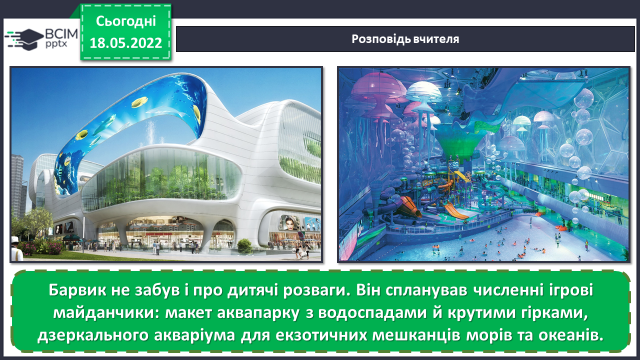 Сьогодні
18.05.2022
BCIM
pptx
Розповідь вчителя
Барвик не забув і про дитячі розваги. Він спланував численні ігрові
майданчики: макет аквапарку з водоспадами й крутими гірками,
дзеркального акваріума для екзотичних мешканців морів та океанів.